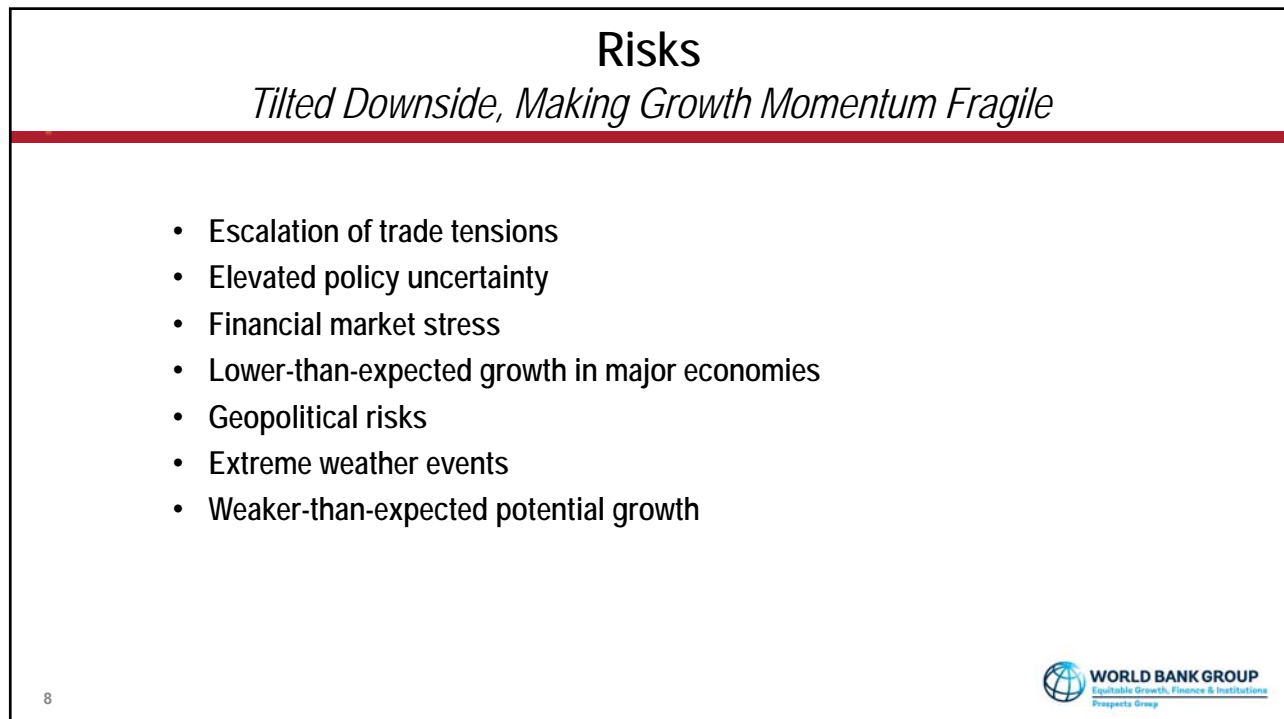 Risks
Tilted Downside, Making Growth Momentum Fragile
• Escalation of trade tensions
• Elevated policy uncertainty
• Financial market stress
• Lower-than-expected growth in major economies
• Geopolitical risks
• Extreme weather events
• Weaker-than-expected potential growth
8
WORLD BANK GROUP
Equitable Growth, Finance & Institutions
Prospects Group